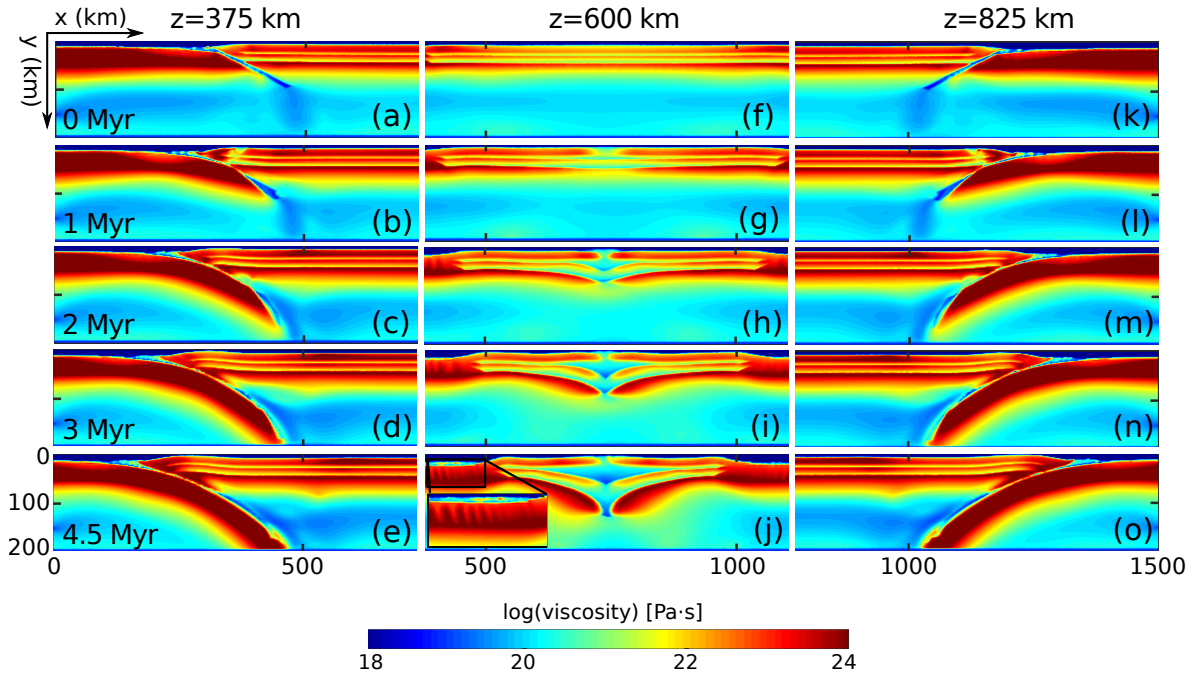 x (km) z=375 km z=600 km z=825 km
y (km)
0 Myr (a) (f) (k)
1 Myr (b) (g) (l)
2 Myr (c) (h) (m)
3 Myr (d) (i) (n)
0
100
4.5 Myr (e) (j) (o)
200
0 500 500 1000 1000 1500
log(viscosity) [Pa·s]
18 20 22 24